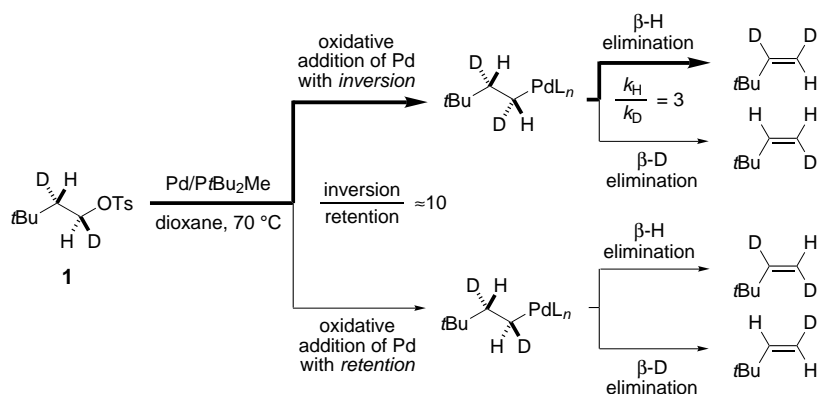 oxidative
addition of Pd
with inversion
D
H
tBu
PdLn
D
H
β-H
elimination
kH
kD
= 3
β-D
elimination
D
D
tBu
H
H
H
tBu
D
D
H
tBu
OTs
H
D
1
Pd/PtBu2Me
dioxane, 70 °C
inversion
retention
≈10
oxidative
addition of Pd
with retention
D
H
tBu
PdLn
H
D
β-H
elimination
β-D
elimination
D
H
tBu
D
H
D
tBu
H